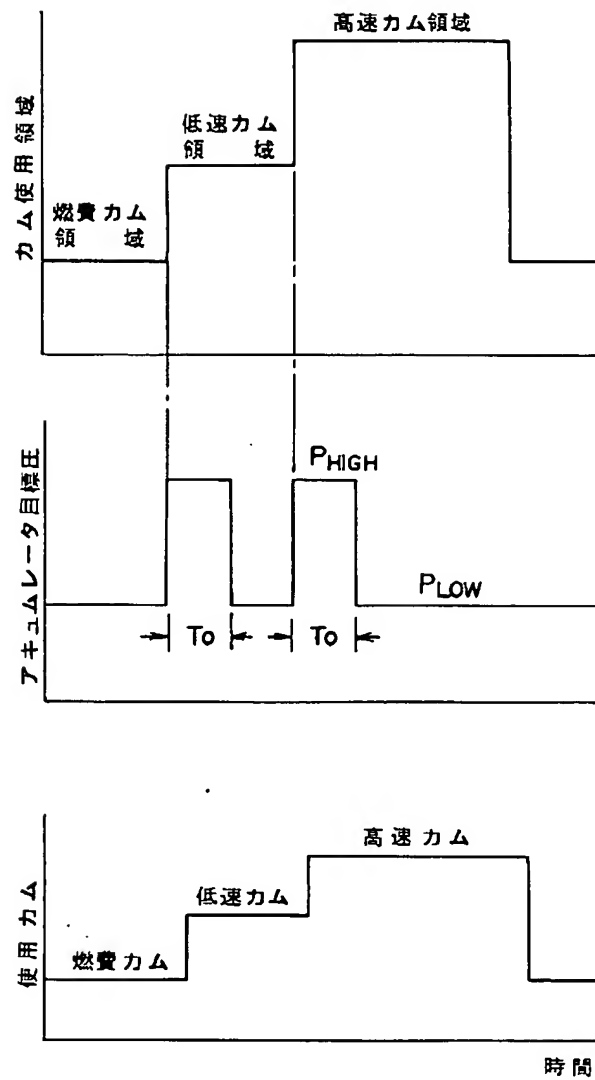 カム使用領域
燃費カム
領域
低速カム
領域
高速カム領域
アキュムレータ目標圧
PHIGH
PLOW
To
To
使用カム
燃費カム
低速カム
高速カム
時間